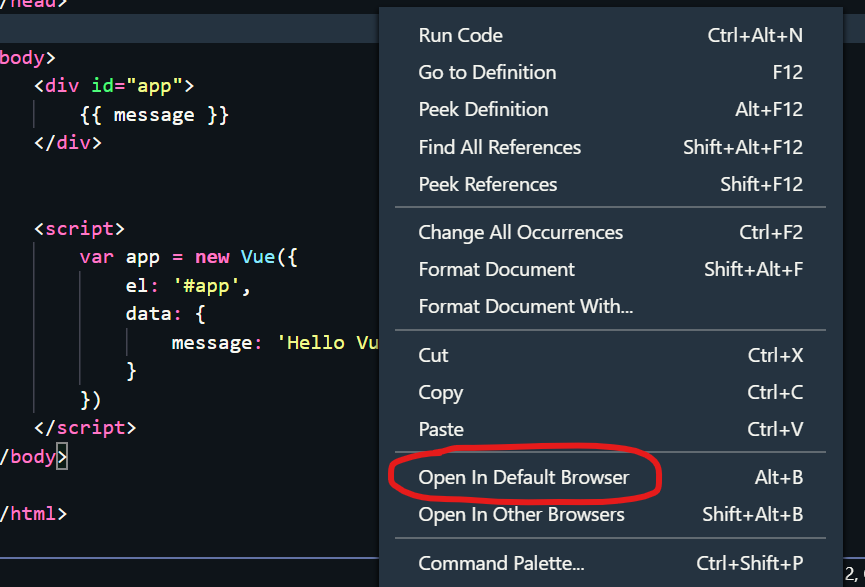 /head>
body>
<div id="app">
{{ message }}
</div>
<script>
var app = new Vue({
el: '#app',
data: {
message: 'Hello Vu
}
})
</script>
/body>
/html>
Run Code Ctrl+Alt+N
Go to Definition F12
Peek Definition Alt+F12
Find All References Shift+Alt+F12
Peek References Shift+F12
Change All Occurrences Ctrl+F2
Format Document Shift+Alt+F
Format Document With...
Cut Ctrl+X
Copy Ctrl+C
Paste Ctrl+V
Open In Default Browser Alt+B
Open In Other Browsers Shift+Alt+B
Command Palette... Ctrl+Shift+P
2,